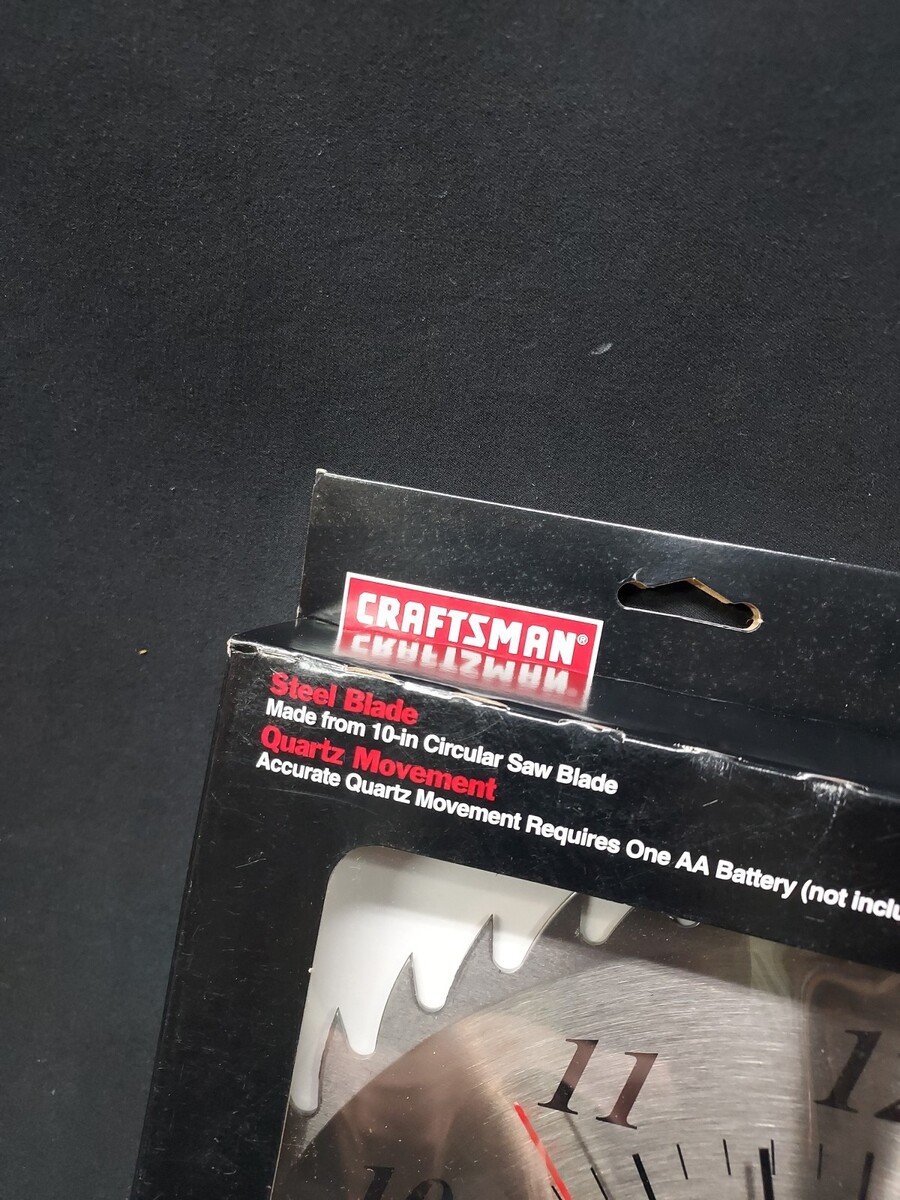 CRAFTSMAN®
Steel Blade
Made from 10-in Circular Saw Blade
Quartz Movement
Accurate Quartz Movement Requires One AA Battery (not
11
10